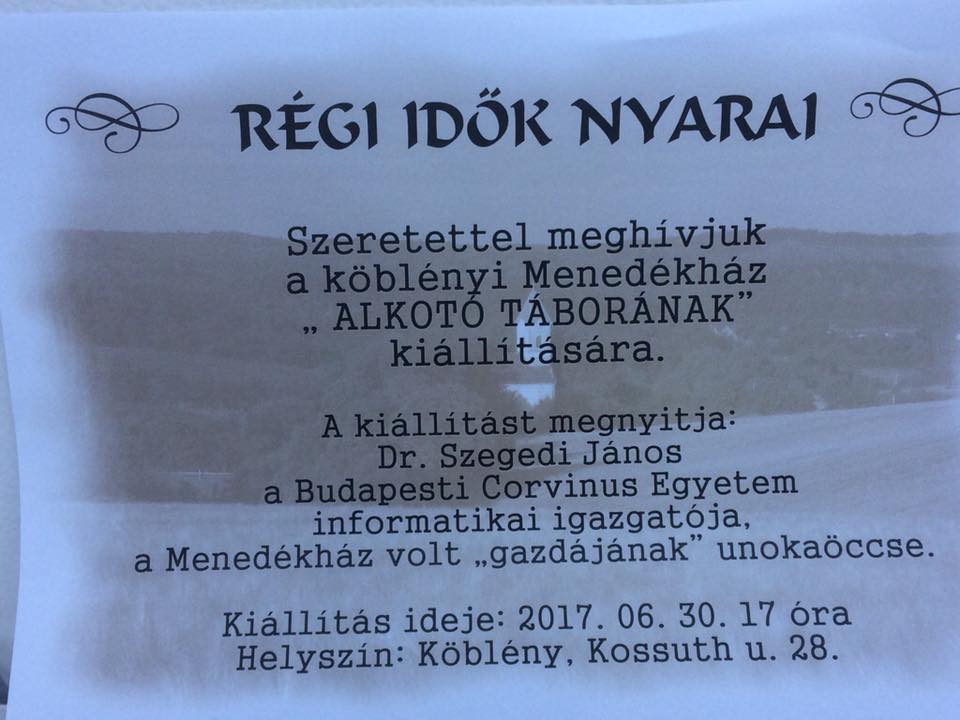 RÉGI IDŐK NYARAI
Szeretettel meghívjuk
a köblényi Menedékház
„ ALKOTÓ TÁBORÁNAK”
kiállítására.
A kiállítást megnyitja:
Dr. Szegedi János
a Budapesti Corvinus Egyetem
informatikai igazgatója,
a Menedékház volt „gazdájának” unokaöccse.
Kiállítás ideje: 2017. 06. 30. 17 óra
Helyszín: Köblény, Kossuth u. 28.